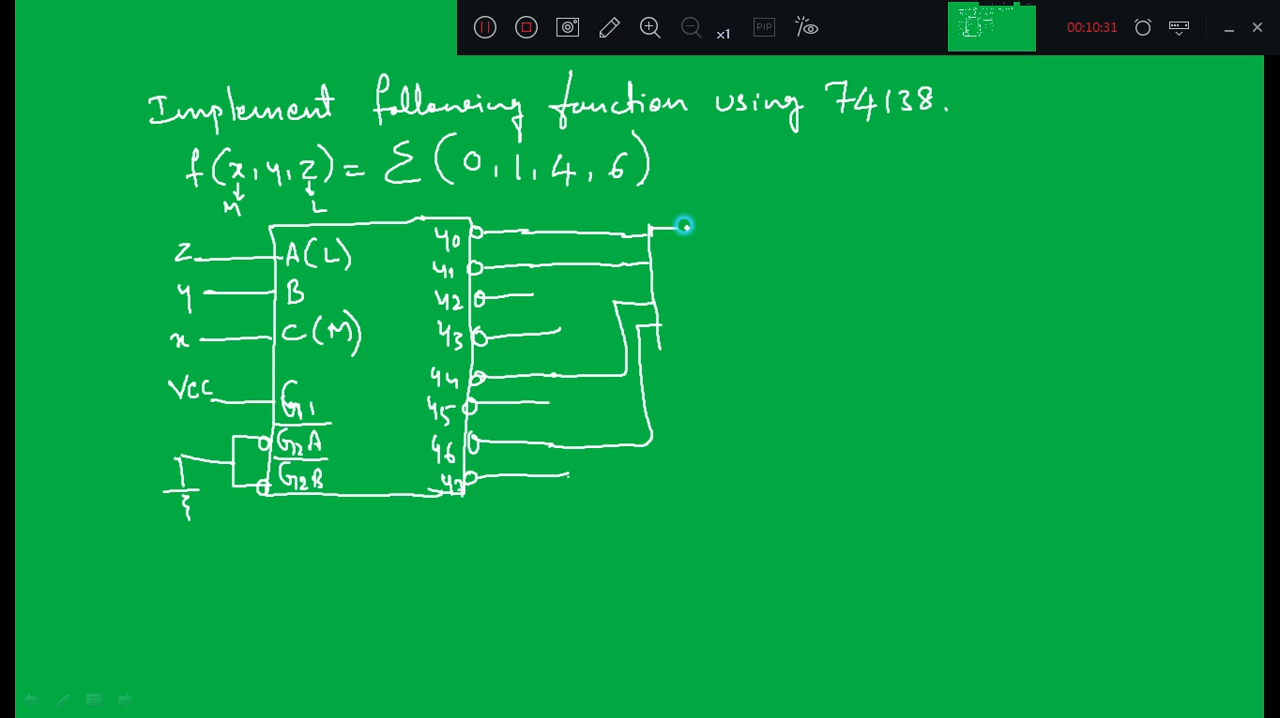 x1
PIP
00:10:31
Implement following function using 74138.
f(x,y,z) = Σ(0,1,4,6)
M L
Z A(L) y0
y B y1
x C(M) y2
y3
VCC G1 y4
y5
G2A y6
G2B y7